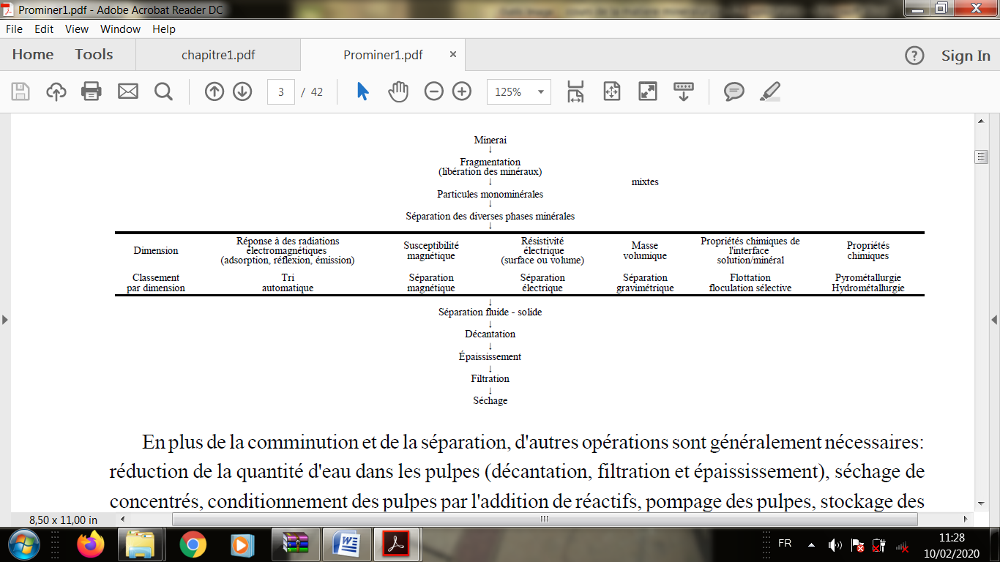 Prominer1.pdf - Adobe Acrobat Reader DC
File Edit View Window Help
Home Tools chapitre1.pdf Prominer1.pdf × ? Sign In
3 / 42 125%
Minerai
↓
Fragmentation
(libération des minéraux)
↓ mixtes
Particules monominérales
↓
Séparation des diverses phases minérales
↓
Dimension Réponse à des radiations électromagnétiques (adsorption, réflexion, émission) Susceptibilité magnétique Résistivité électrique (surface ou volume) Masse volumique Propriétés chimiques de l'interface solution/minéral Propriétés chimiques
Classement par dimension Tri automatique Séparation magnétique Séparation électrique Séparation gravimétrique Flottation floculation sélective Pyrométallurgie Hydrométallurgie
↓
Séparation fluide - solide
↓
Décantation
↓
Épaississement
↓
Filtration
↓
Séchage
En plus de la comminution et de la séparation, d'autres opérations sont généralement nécessaires:
réduction de la quantité d'eau dans les pulpes (décantation, filtration et épaississement), séchage de
concentrés, conditionnement des pulpes par l'addition de réactifs, pompage des pulpes, stockage des
8,50 x 11,00 in
FR 11:28
10/02/2020